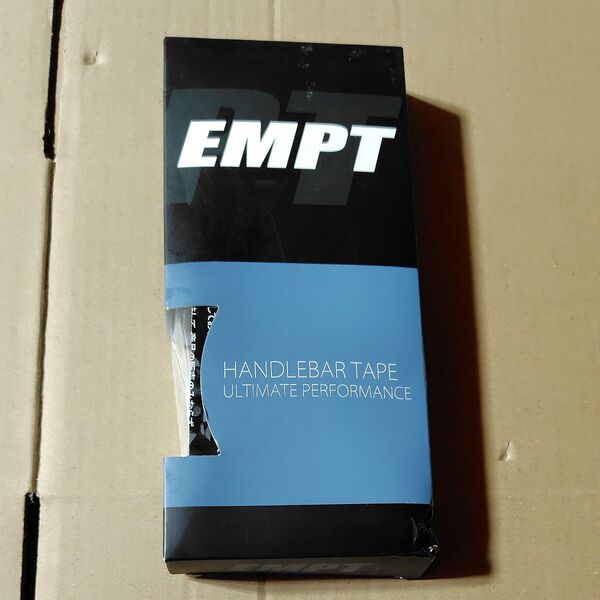 EMPT
HANDLEBAR TAPE
ULTIMATE PERFORMANCE
EMPT